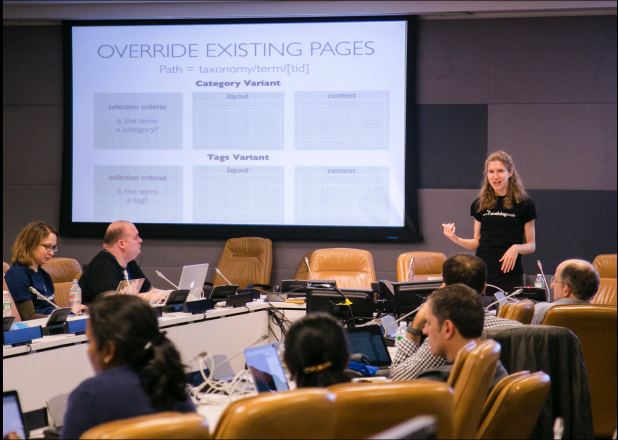 OVERRIDE EXISTING PAGES
Path = taxonomy/term/[tid]
Category Variant
selection criteria
Is the term
a category?
layout
content
Tags Variant
selection criteria
Is the term
a tag?
layout
content